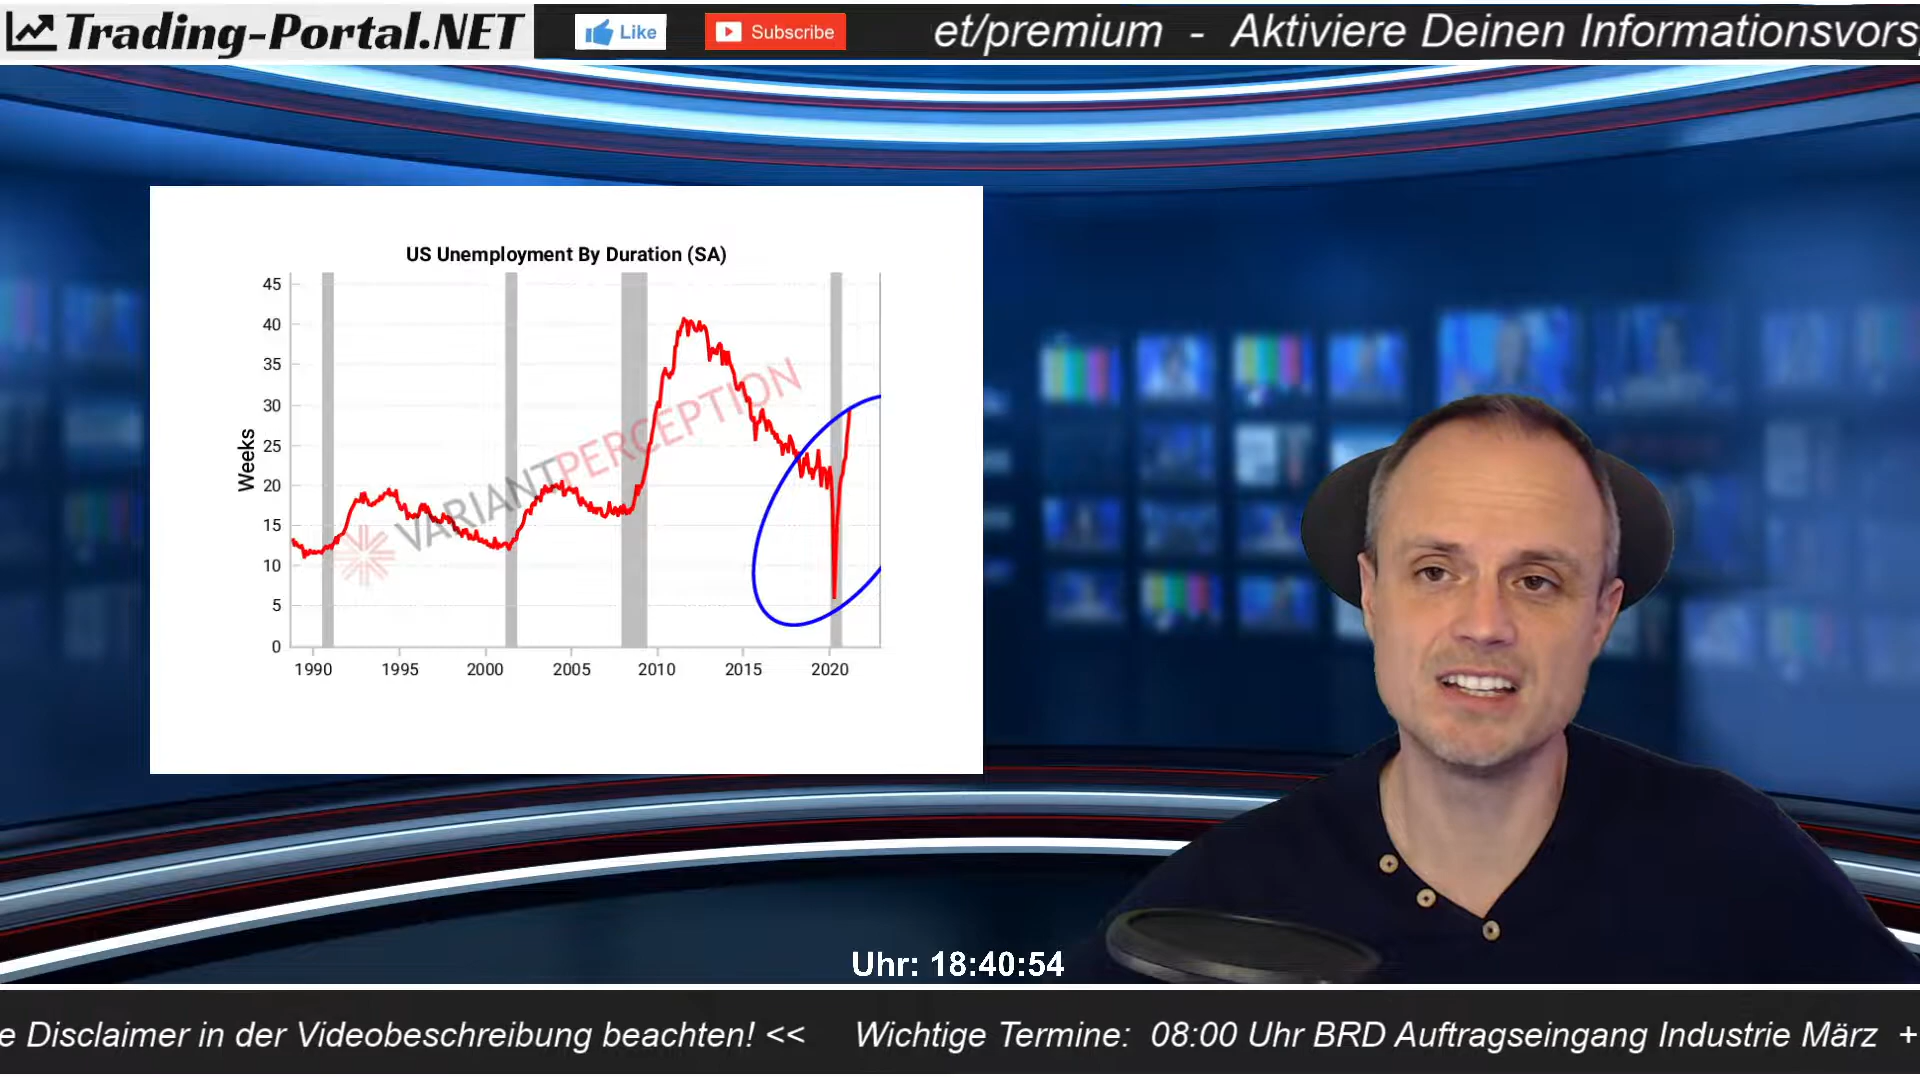 Trading-Portal.NET
Like
Subscribe
et/premium - Aktiviere Deinen Informationsvors
US Unemployment By Duration (SA)
45
40
35
30
25
20
15
10
5
0
Weeks
VARIANTPERCEPTION
1990
1995
2000
2005
2010
2015
2020
Uhr: 18:40:54
e Disclaimer in der Videobeschreibung beachten! << Wichtige Termine: 08:00 Uhr BRD Auftragseingang Industrie März +